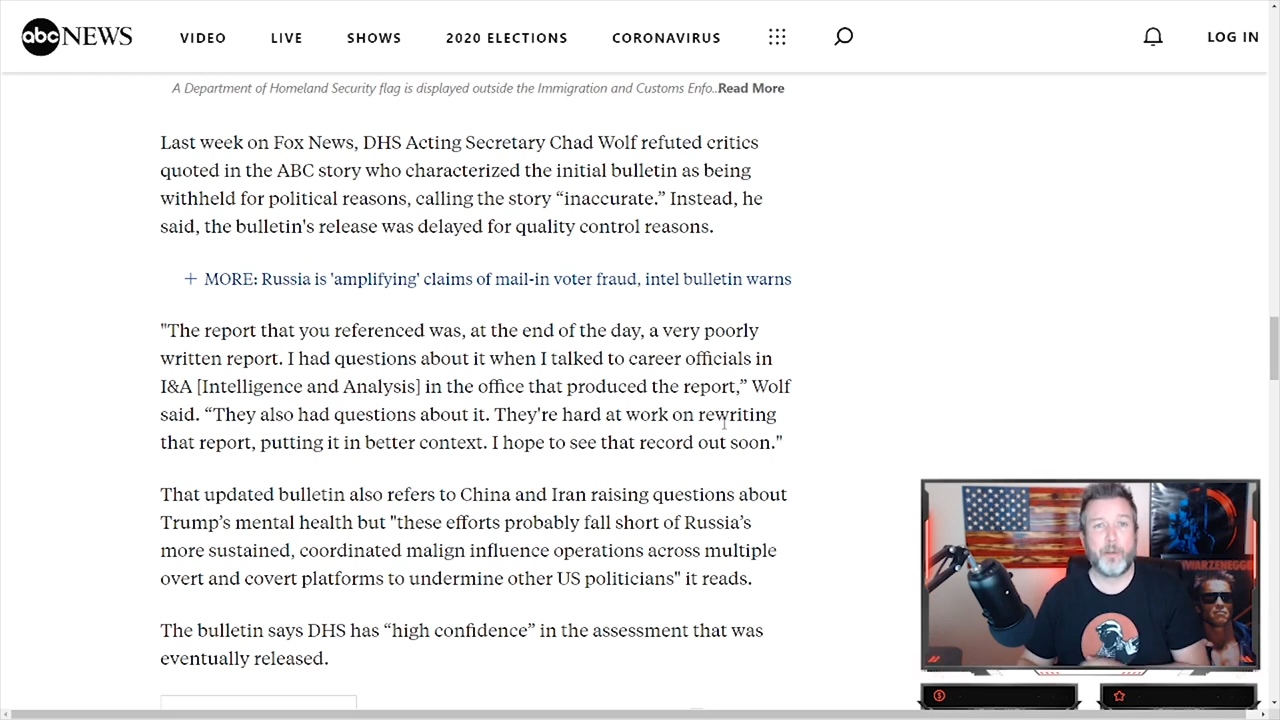 abc NEWS
VIDEO LIVE SHOWS 2020 ELECTIONS CORONAVIRUS LOG IN
A Department of Homeland Security flag is displayed outside the Immigration and Customs Enfo..Read More
Last week on Fox News, DHS Acting Secretary Chad Wolf refuted critics
quoted in the ABC story who characterized the initial bulletin as being
withheld for political reasons, calling the story “inaccurate.” Instead, he
said, the bulletin's release was delayed for quality control reasons.
+ MORE: Russia is 'amplifying' claims of mail-in voter fraud, intel bulletin warns
"The report that you referenced was, at the end of the day, a very poorly
written report. I had questions about it when I talked to career officials in
I&A [Intelligence and Analysis] in the office that produced the report,” Wolf
said. “They also had questions about it. They're hard at work on rewriting
that report, putting it in better context. I hope to see that record out soon."
That updated bulletin also refers to China and Iran raising questions about
Trump’s mental health but "these efforts probably fall short of Russia’s
more sustained, coordinated malign influence operations across multiple
overt and covert platforms to undermine other US politicians" it reads.
The bulletin says DHS has “high confidence” in the assessment that was
eventually released.
WARZENEGGE